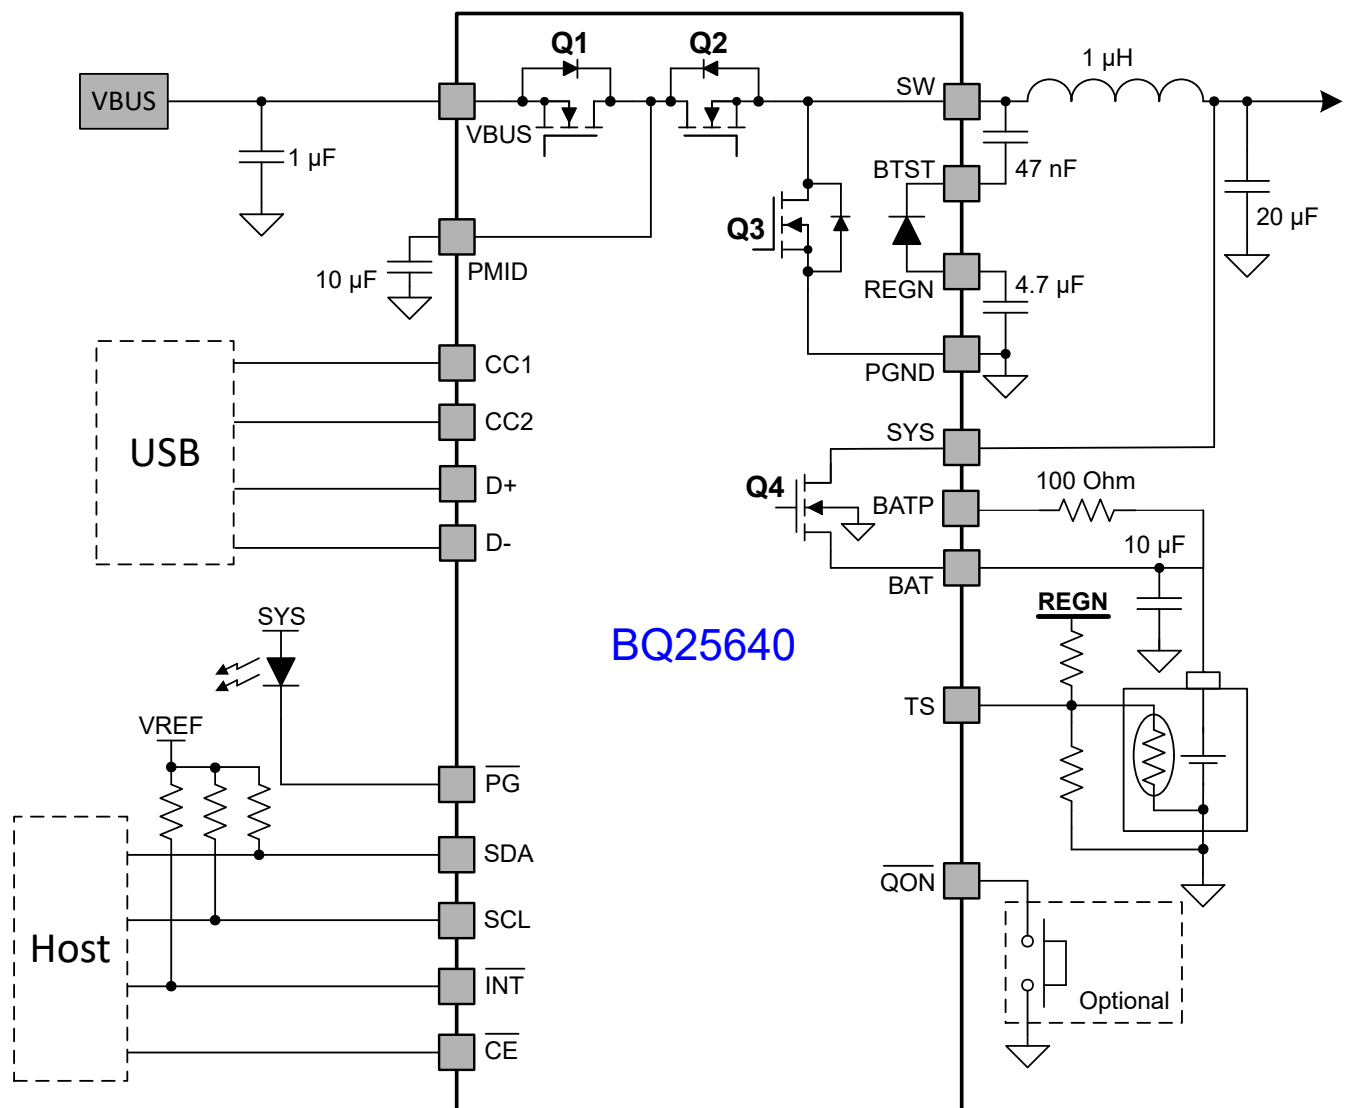 Q1
Q2
VBUS
VBUS
1 µF
10 µF
PMID
SW
1 µH
BTST
47 nF
20 µF
Q3
REGN
4.7 µF
PGND
USB
CC1
CC2
D+
D-
SYS
Q4
BATP
100 Ohm
BAT
10 µF
REGN
BQ25640
SYS
VREF
TS
PG
SDA
SCL
INT
CE
Host
QON
Optional